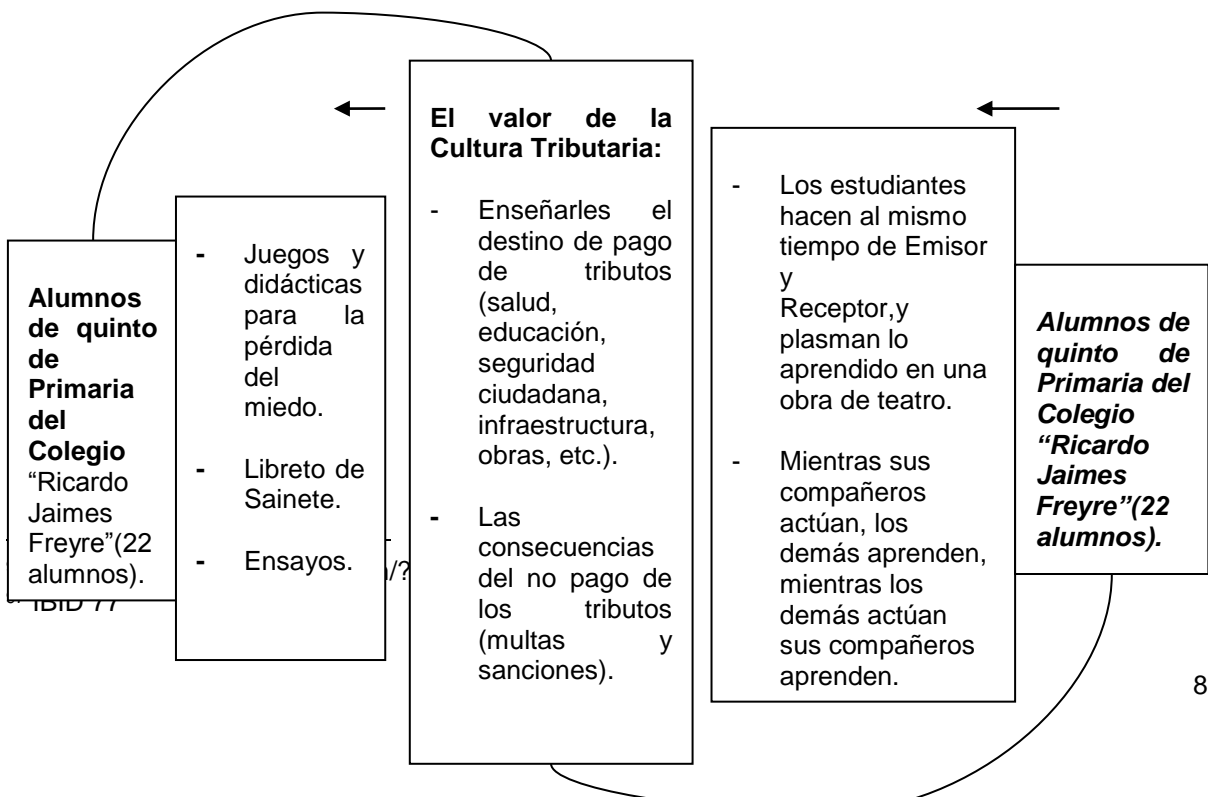 Alumnos
de quinto
de
Primaria
del
Colegio
“Ricardo
Jaimes
Freyre”(22
alumnos).
- Juegos y
didácticas
para la
pérdida
del
miedo.
- Libreto de
Sainete.
- Ensayos.
El valor de la
Cultura Tributaria:
- Enseñarles el
destino de pago
de tributos
(salud,
educación,
seguridad
ciudadana,
infraestructura,
obras, etc.).
- Las
consecuencias
del no pago de
los tributos
(multas y
sanciones).
- Los estudiantes
hacen al mismo
tiempo de Emisor
y
Receptor,y
plasman lo
aprendido en una
obra de teatro.
- Mientras sus
compañeros
actúan, los
demás aprenden,
mientras los
demás actúan
sus compañeros
aprenden.
Alumnos de
quinto de
Primaria del
Colegio
“Ricardo
Jaimes
Freyre”(22
alumnos).
IBID 77
8